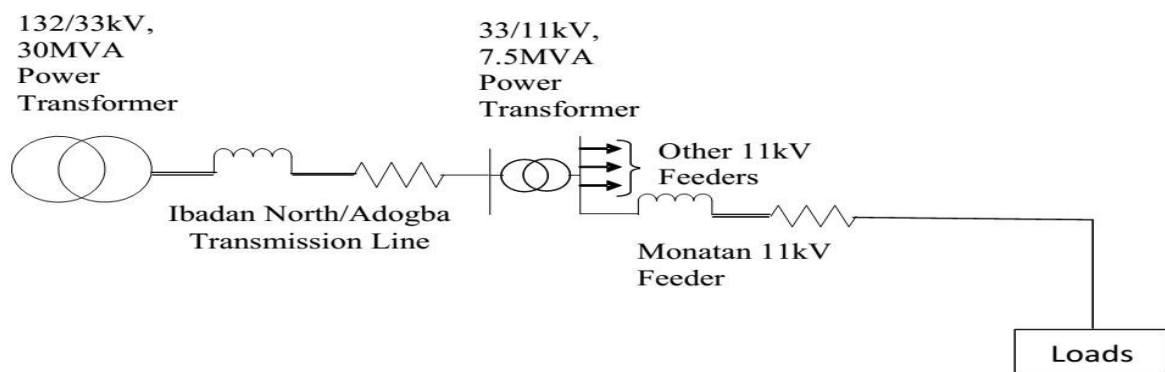 132/33kV,
30MVA
Power
Transformer
33/11kV,
7.5MVA
Power
Transformer
Other 11kV
Feeders
Ibadan North/Adogba
Transmission Line
Monatan 11kV
Feeder
Loads